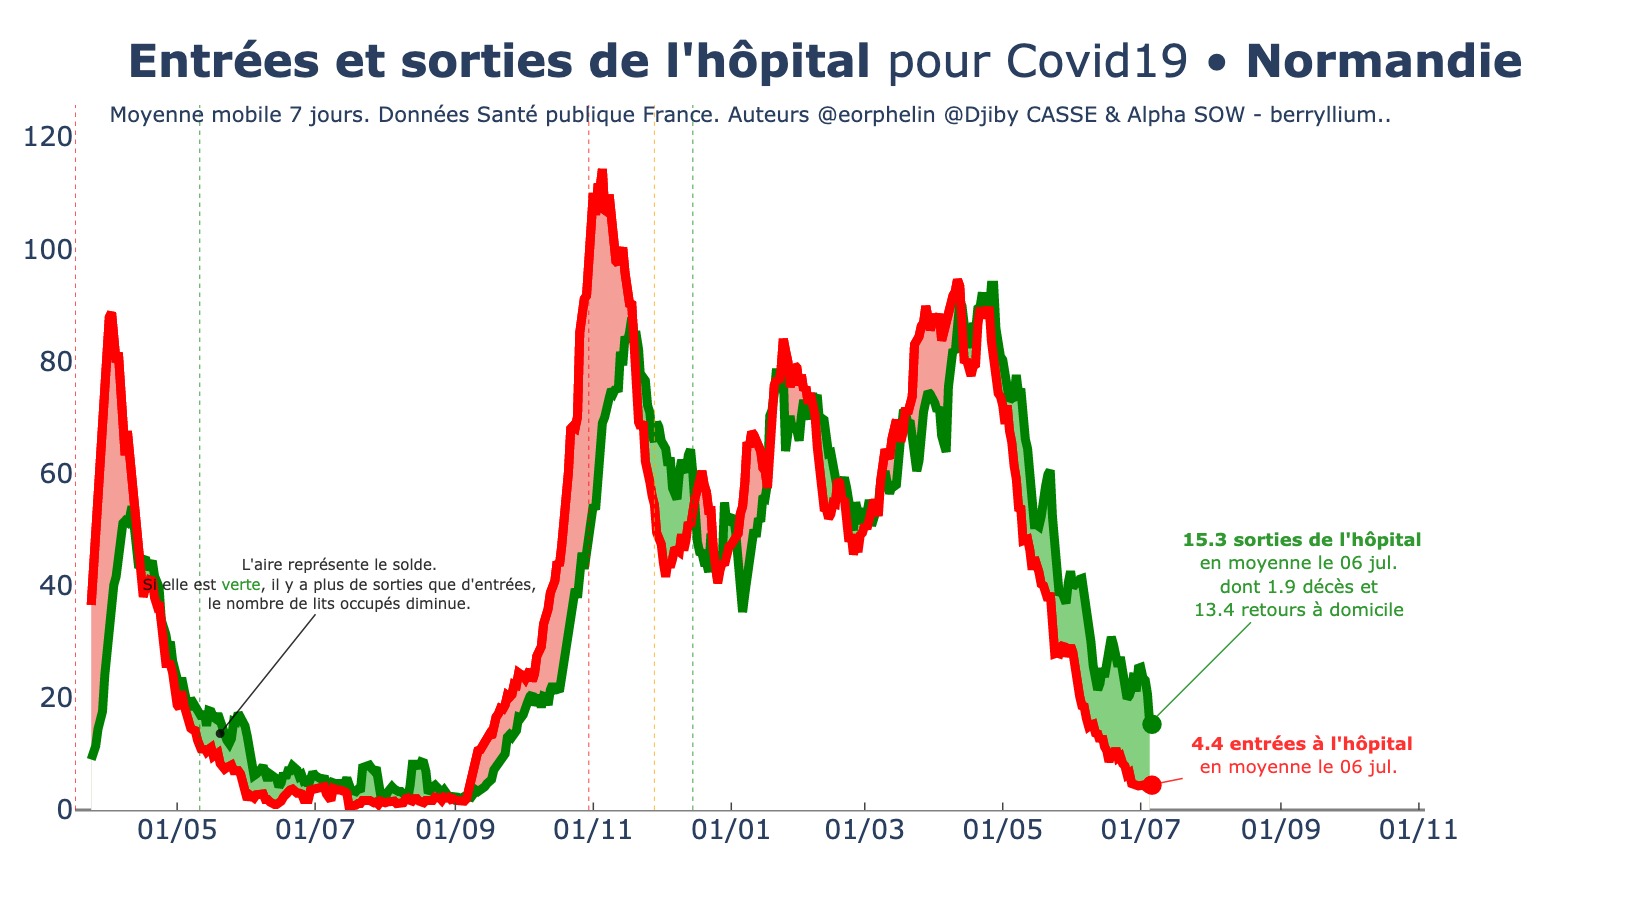 Entrées et sorties de l'hôpital pour Covid19 • Normandie
Moyenne mobile 7 jours. Données Santé publique France. Auteurs @eorphelin @Djiby CASSE & Alpha SOW - berryllium..
120
100
80
60
40
20
0
L'aire représente le solde.
Si elle est verte, il y a plus de sorties que d'entrées,
le nombre de lits occupés diminue.
15.3 sorties de l'hôpital
en moyenne le 06 jul.
dont 1.9 décès et
13.4 retours à domicile
4.4 entrées à l'hôpital
en moyenne le 06 jul.
01/05 01/07 01/09 01/11 01/01 01/03 01/05 01/07 01/09 01/11